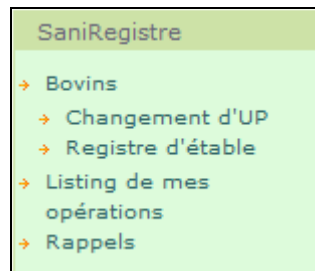 SaniRegistre
Bovins
Changement d'UP
Registre d'étable
Listing de mes
opérations
Rappels